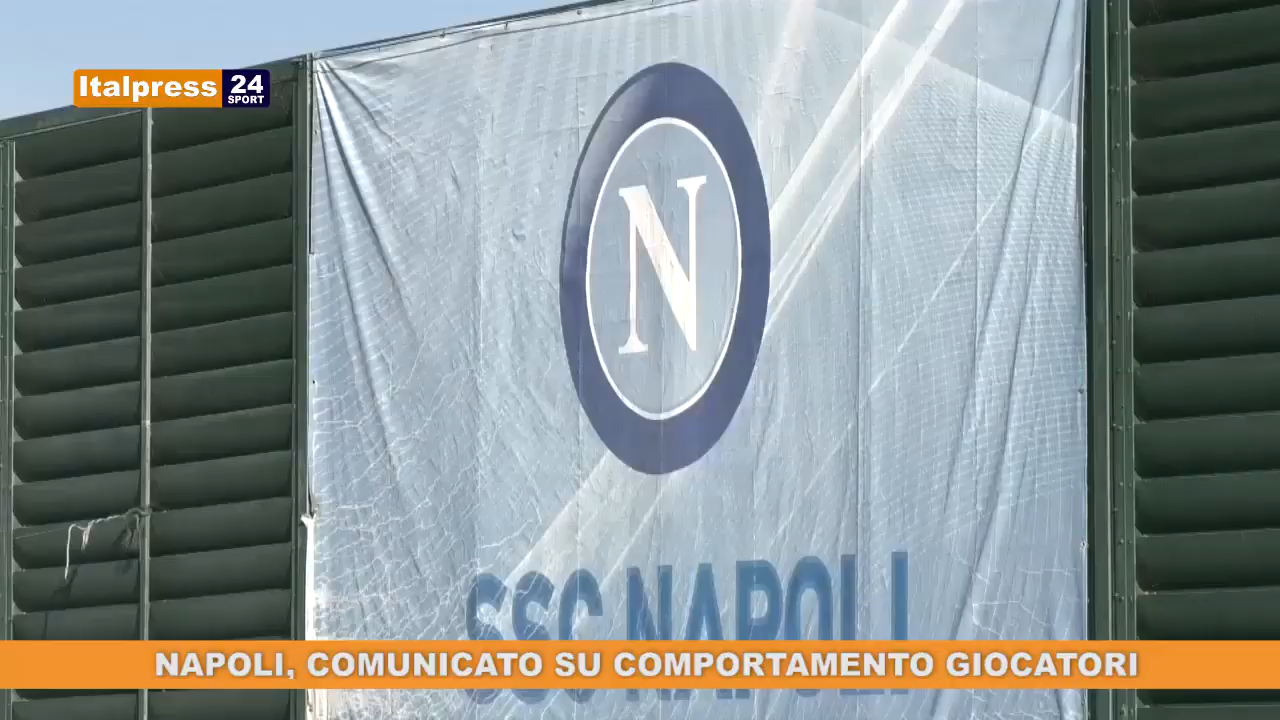 Italpress 24
SPORT
N
SSC NAPOLI
NAPOLI, COMUNICATO SU COMPORTAMENTO GIOCATORI